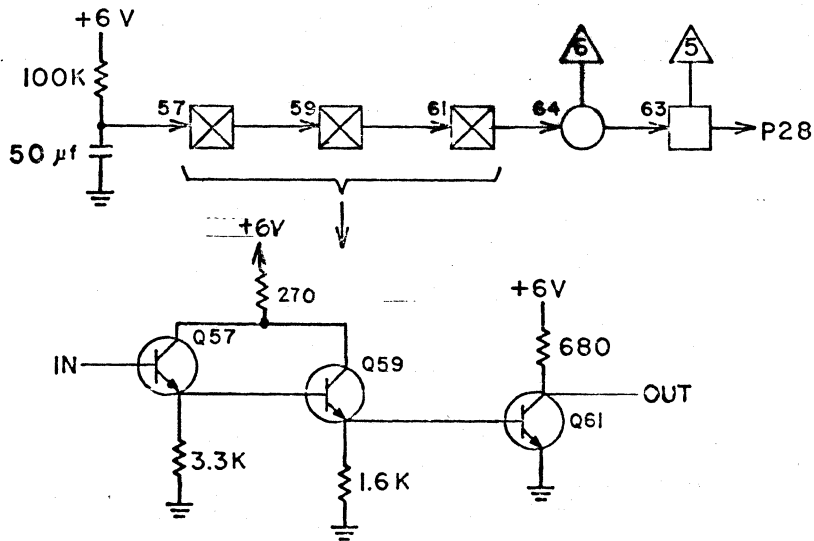 +6 V
100K
50 µf
57
59
61
64
6
63
5
P28
+6V
270
Q57
IN
3.3K
Q59
1.6K
+6V
680
OUT
Q61